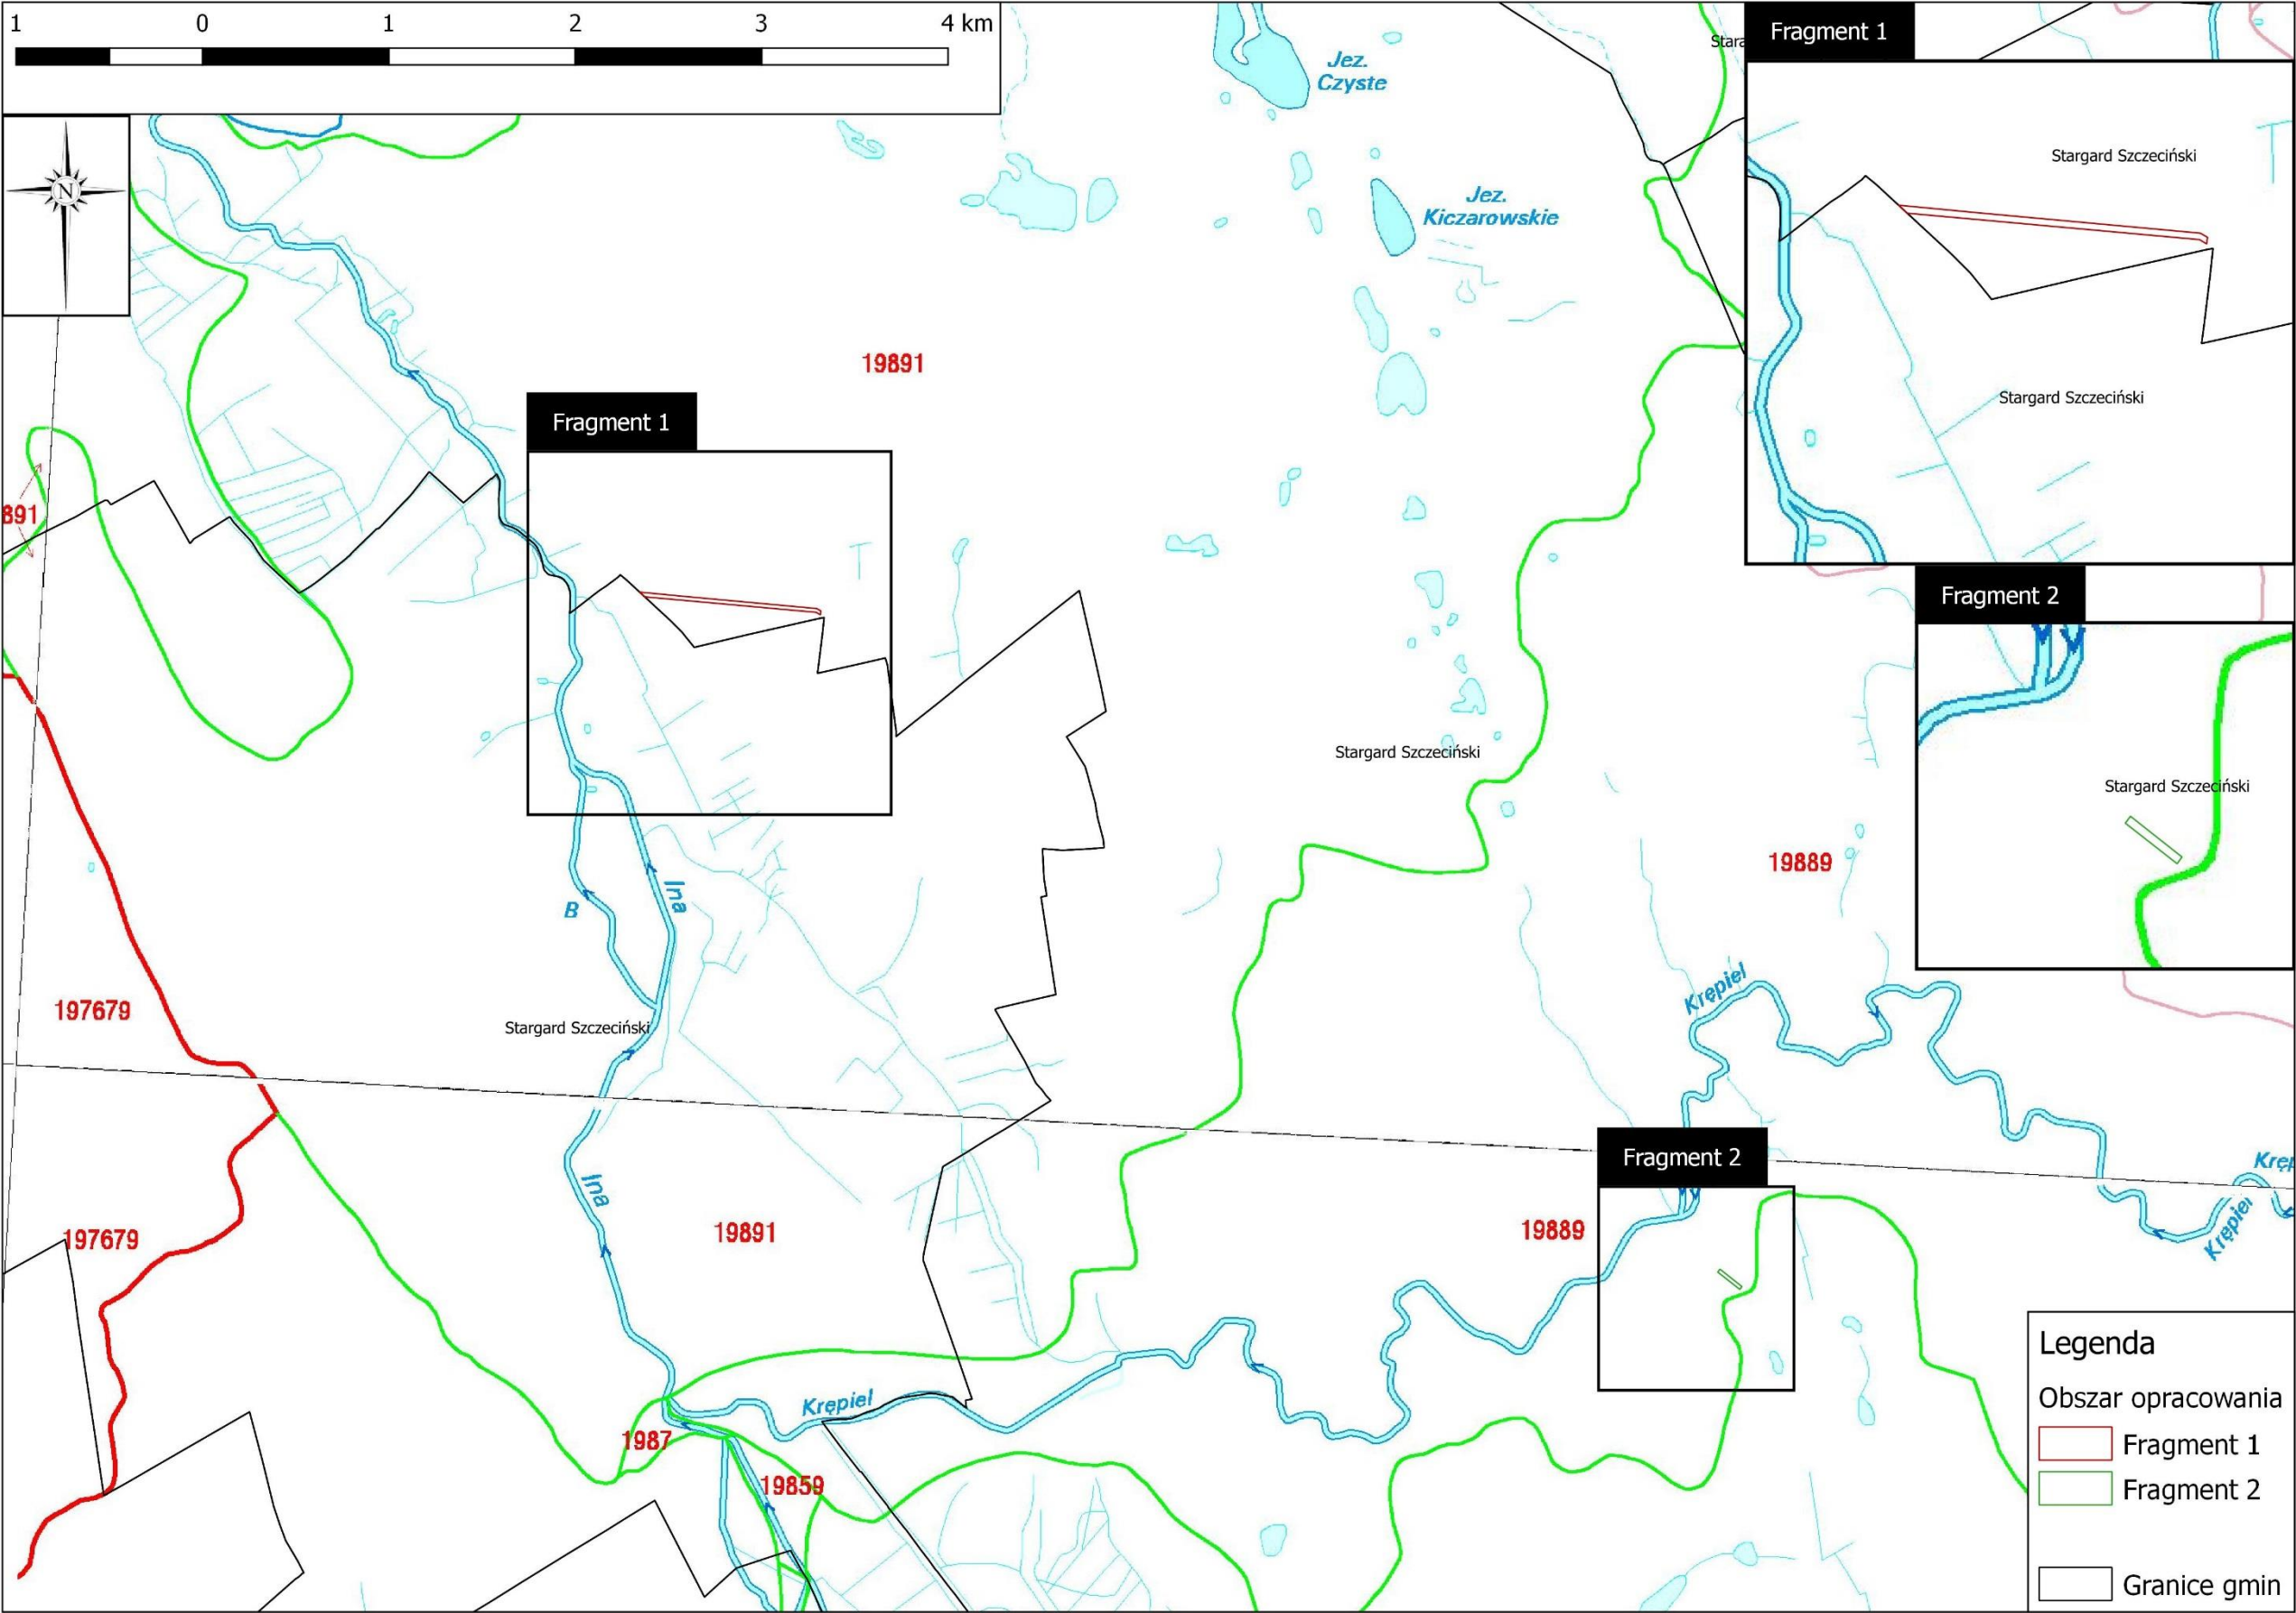 1 0 1 2 3 4 km
Jez.
Czyste
Stara
Fragment 1
N
Stargard Szczeciński
Jez.
Kiczarowskie
19891
Stargard Szczeciński
Fragment 1
891
Fragment 2
Stargard Szczeciński
Stargard Szczeciński
19889
Ina
B
Krępiel
197679
Stargard Szczeciński
Fragment 2
Kręp
Ina
Krępiel
19891
19889
197679
Krępiel
1987
19859
Legenda
Obszar opracowania
Fragment 1
Fragment 2
Granice gmin